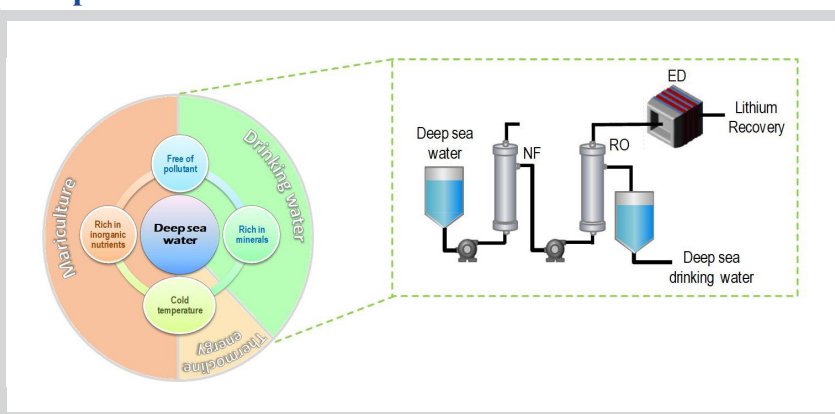 Mariculture
Drinking water
Thermocline
energy
Free of
pollutant
Rich in
inorganic
nutrients
Deep sea
water
Rich in
minerals
Cold
temperature
Deep sea
water
NF
RO
ED
Lithium
Recovery
Deep sea
drinking water